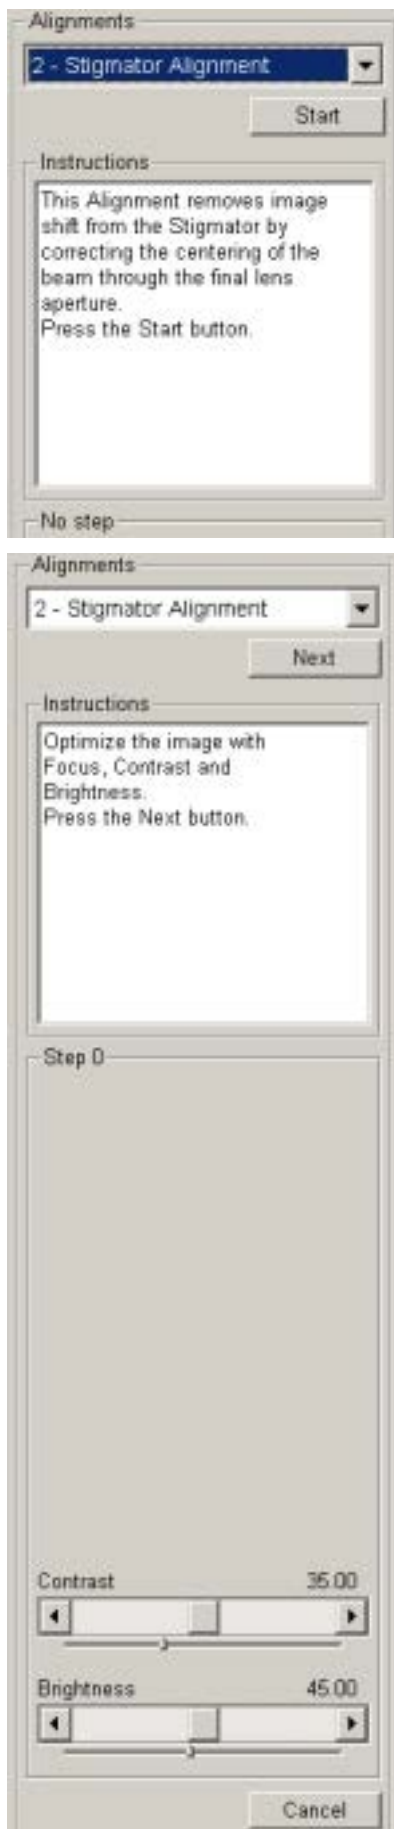 Alignments
2 - Stigmator Alignment
Start
Instructions
This Alignment removes image
shift from the Stigmator by
correcting the centering of the
beam through the final lens
aperture.
Press the Start button.
No step
Alignments
2 - Stigmator Alignment
Next
Instructions
Optimize the image with
Focus, Contrast and
Brightness.
Press the Next button.
Step 0
Contrast 35.00
Brightness 45.00
Cancel